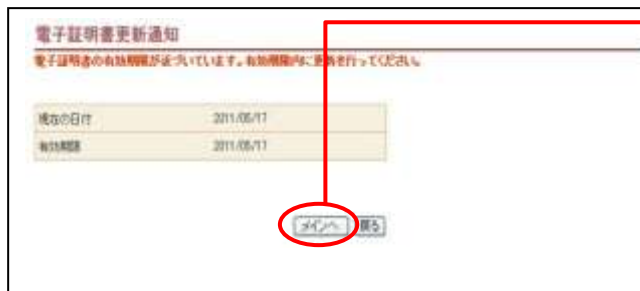 電子証明書更新通知
電子証明書の有効期限が近づいています。有効期限内に更新を行ってください。
現在の日付 2011/05/17
有効期限 2011/05/17
メインへ 戻る